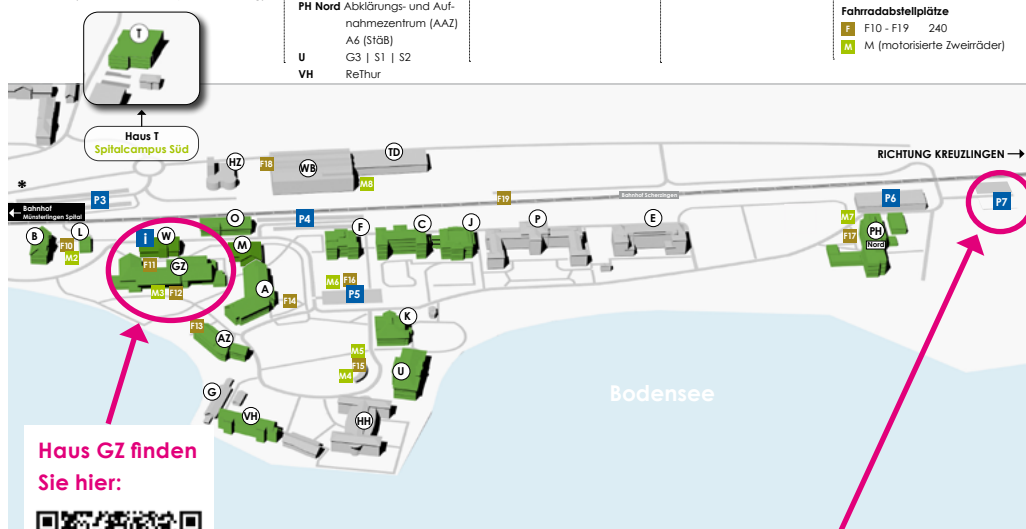 PH Nord Abklärungs- und Auf-
nahmezentrum (AAZ)
A6 (StäB)
U G3 | S1 | S2
VH ReThur
Fahrradabstellplätze
F F10 - F19 240
M M (motorisierte Zweiräder)
T
Haus T
Spitalcampus Süd
HZ
F18
WB
TD
M8
RICHTUNG KREUZLINGEN
*
P3
F19
Bahnhof Scherzingen
P6
P7
Bahnhof
Münsterlingen Spital
B
F10
L
M2
i
W
O
P4
F
C
J
P
E
M7
F17
PH
Nord
F11
GZ
M
M3
F12
A
F14
M6
F16
P5
F13
AZ
K
M5
F15
M4
U
G
VH
HH
Bodensee
Haus GZ finden
Sie hier: